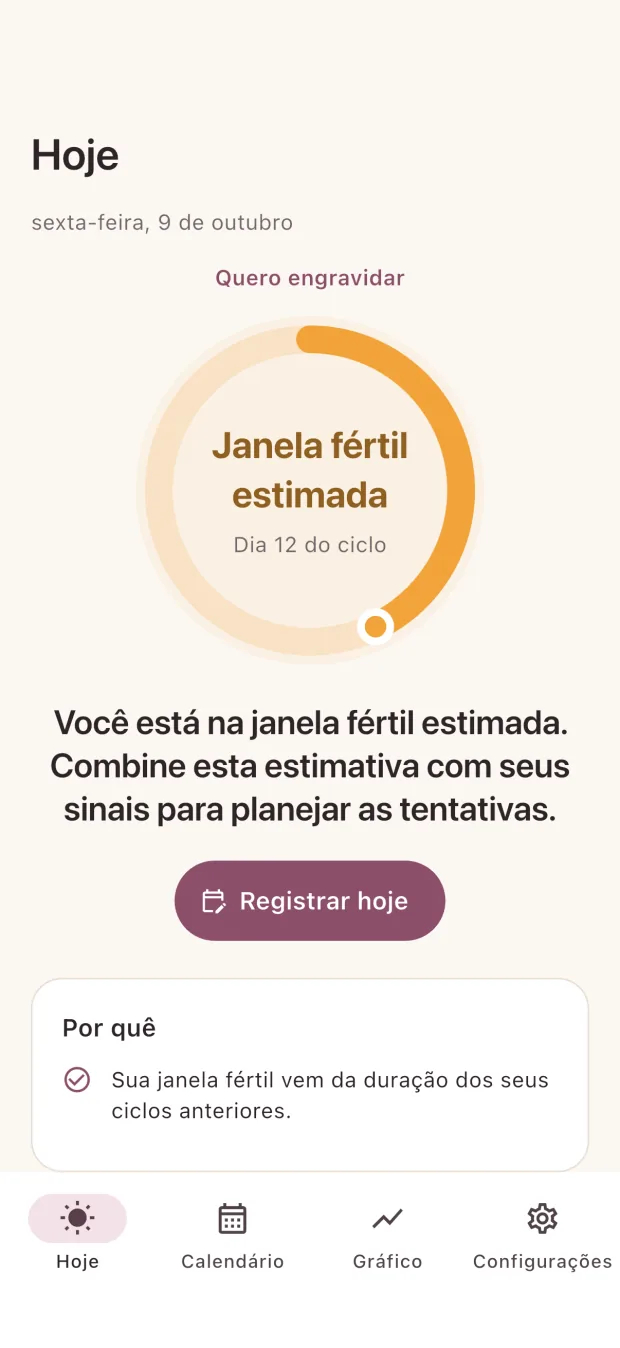 Hoje
sexta-feira, 9 de outubro
Quero engravidar
Janela fértil
estimada
Dia 12 do ciclo
Você está na janela fértil estimada.
Combine esta estimativa com seus
sinais para planejar as tentativas.
Registrar hoje
Por quê
Sua janela fértil vem da duração dos seus
ciclos anteriores.
Hoje
Calendário
Gráfico
Configurações